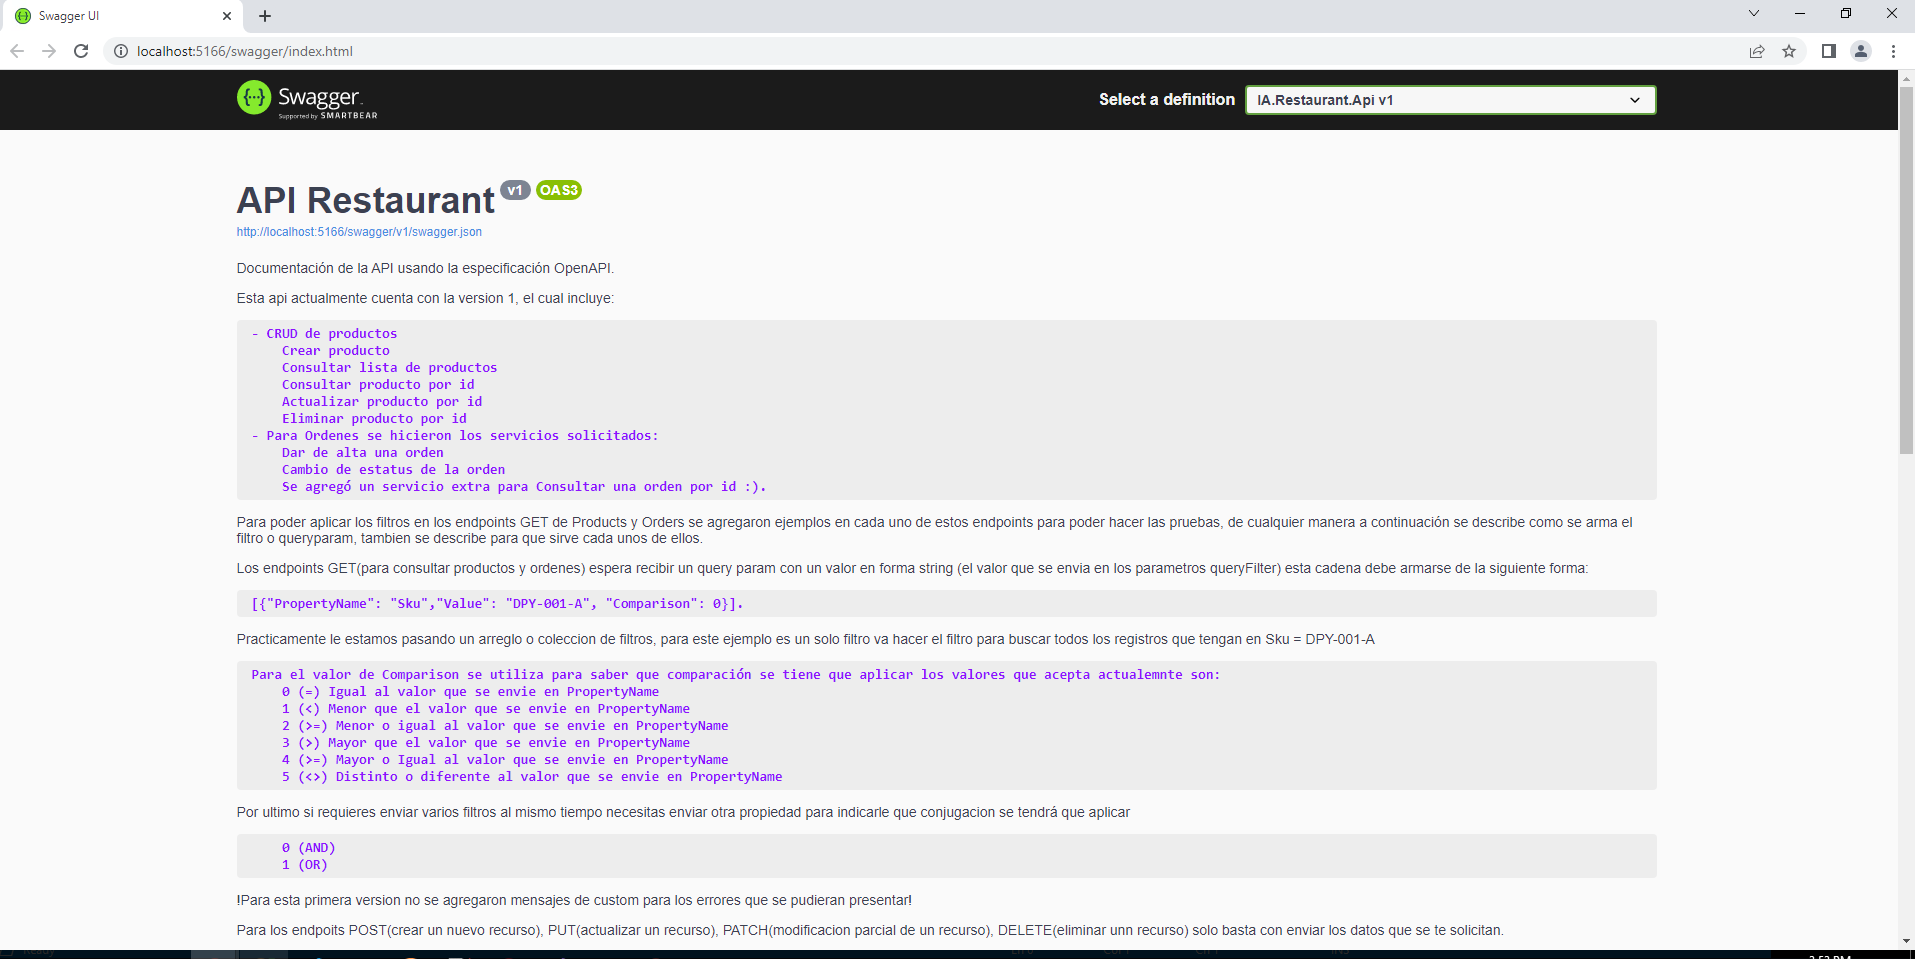 Swagger UI
localhost:5166/swagger/index.html
Swagger
Supported by SMARTBEAR
Select a definition
IA.Restaurant.Api v1
API Restaurant v1 OAS3
http://localhost:5166/swagger/v1/swagger.json
Documentación de la API usando la especificación OpenAPI.
Esta api actualmente cuenta con la version 1, el cual incluye:
- CRUD de productos
Crear producto
Consultar lista de productos
Consultar producto por id
Actualizar producto por id
Eliminar producto por id
- Para Ordenes se hicieron los servicios solicitados:
Dar de alta una orden
Cambio de estatus de la orden
Se agregó un servicio extra para Consultar una orden por id :).
Para poder aplicar los filtros en los endpoints GET de Products y Orders se agregaron ejemplos en cada uno de estos endpoints para poder hacer las pruebas, de cualquier manera a continuación se describe como se arma el
filtro o queryparam, tambien se describe para que sirve cada unos de ellos.
Los endpoints GET(para consultar productos y ordenes) espera recibir un query param con un valor en forma string (el valor que se envia en los parametros queryFilter) esta cadena debe armarse de la siguiente forma:
[{"PropertyName": "Sku","Value": "DPY-001-A", "Comparison": 0}].
Practicamente le estamos pasando un arreglo o coleccion de filtros, para este ejemplo es un solo filtro va hacer el filtro para buscar todos los registros que tengan en Sku = DPY-001-A
Para el valor de Comparison se utiliza para saber que comparación se tiene que aplicar los valores que acepta actualemnte son:
0 (=) Igual al valor que se envie en PropertyName
1 (<) Menor que el valor que se envie en PropertyName
2 (>=) Menor o igual al valor que se envie en PropertyName
3 (>) Mayor que el valor que se envie en PropertyName
4 (>=) Mayor o Igual al valor que se envie en PropertyName
5 (<>) Distinto o diferente al valor que se envie en PropertyName
Por ultimo si requieres enviar varios filtros al mismo tiempo necesitas enviar otra propiedad para indicarle que conjugacion se tendrá que aplicar
0 (AND)
1 (OR)
!Para esta primera version no se agregaron mensajes de custom para los errores que se pudieran presentar!
Para los endpoits POST(crear un nuevo recurso), PUT(actualizar un recurso), PATCH(modificacion parcial de un recurso), DELETE(eliminar unn recurso) solo basta con enviar los datos que se te solicitan.